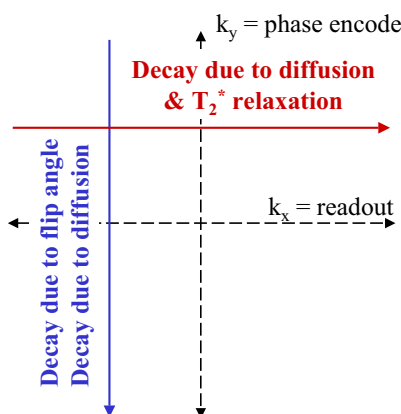 k_y = phase encode
Decay due to diffusion
& T_2^* relaxation
k_x = readout
Decay due to flip angle
Decay due to diffusion